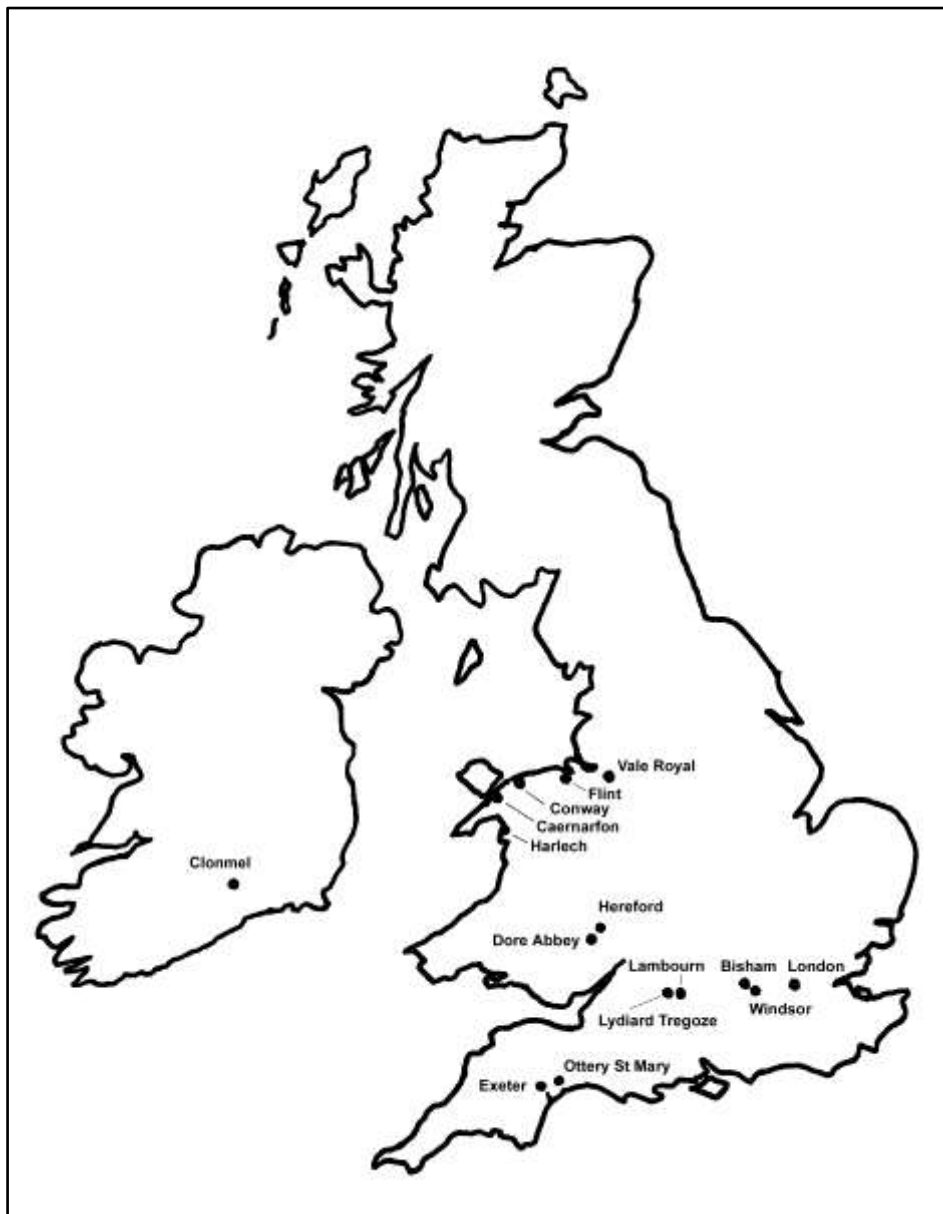 Vale Royal
Flint
Conway
Caernarfon
Harlech
Clonmel
Hereford
Dore Abbey
Lambourn
Bisham
London
Windsor
Lydiard Tregoze
Ottery St Mary
Exeter